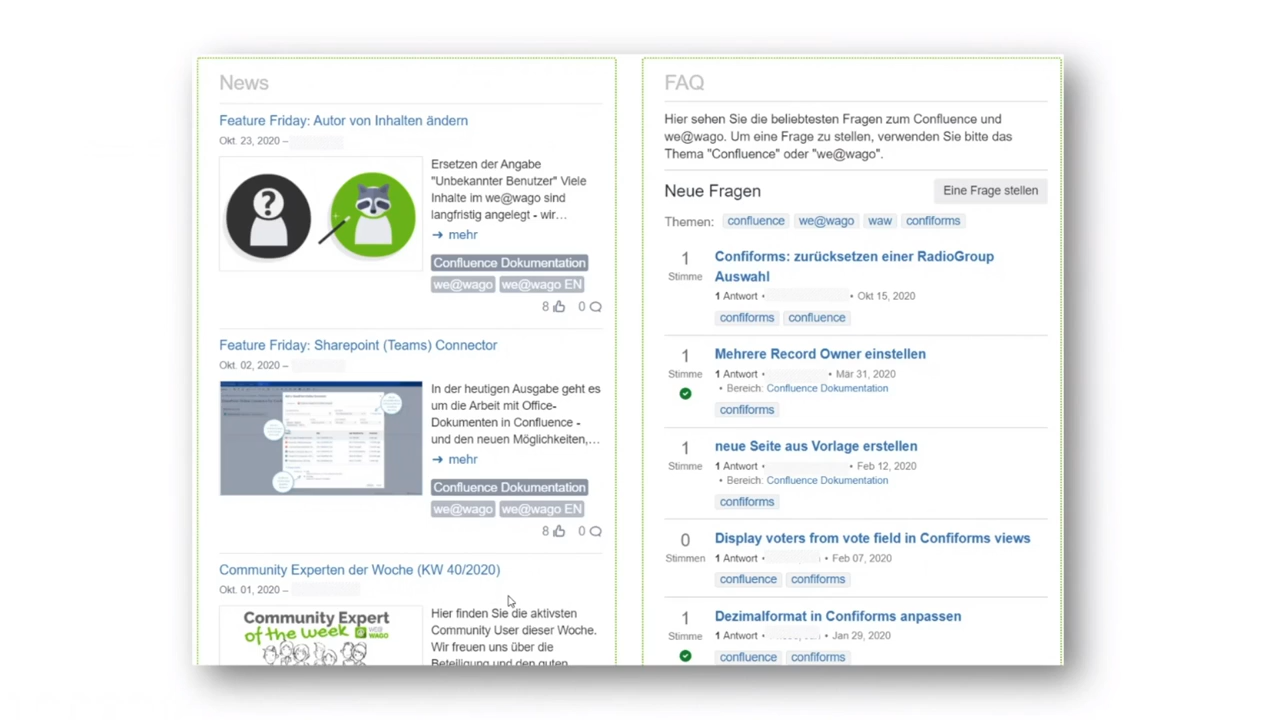 News
Feature Friday: Autor von Inhalten ändern
Okt. 23, 2020 –
Ersetzen der Angabe
"Unbekannter Benutzer" Viele
Inhalte im we@wago sind
langfristig angelegt - wir…
→ mehr
Confluence Dokumentation
we@wago we@wago EN
8 0
Feature Friday: Sharepoint (Teams) Connector
Okt. 02, 2020 –
In der heutigen Ausgabe geht es
um die Arbeit mit Office-
Dokumenten in Confluence -
und den neuen Möglichkeiten,…
→ mehr
Confluence Dokumentation
we@wago we@wago EN
8 0
Community Experten der Woche (KW 40/2020)
Okt. 01, 2020 –
Community Expert
of the week we@ WAGO
Hier finden Sie die aktivsten
Community User dieser Woche.
Wir freuen uns über die
Beteiligung und den guten
FAQ
Hier sehen Sie die beliebtesten Fragen zum Confluence und
we@wago. Um eine Frage zu stellen, verwenden Sie bitte das
Thema "Confluence" oder "we@wago".
Neue Fragen Eine Frage stellen
Themen: confluence we@wago waw confiforms
1 Stimme
Confiforms: zurücksetzen einer RadioGroup
Auswahl
1 Antwort • • Okt 15, 2020
confiforms confluence
1 Stimme
Mehrere Record Owner einstellen
1 Antwort • • Mär 31, 2020
• Bereich: Confluence Dokumentation
confiforms
1 Stimme
neue Seite aus Vorlage erstellen
1 Antwort • • Feb 12, 2020
• Bereich: Confluence Dokumentation
confiforms
0 Stimmen
Display voters from vote field in Confiforms views
1 Antwort • • Feb 07, 2020
confluence confiforms
1 Stimme
Dezimalformat in Confiforms anpassen
1 Antwort • • Jan 29, 2020
confluence confiforms